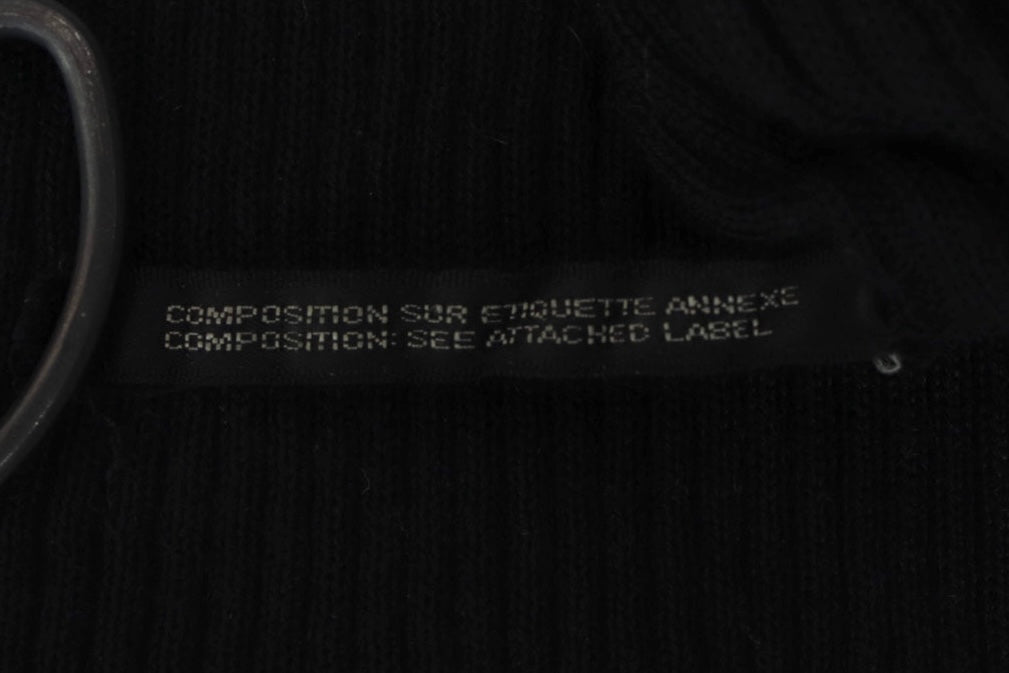 COMPOSITION SUR ETIQUETTE ANNEXE
COMPOSITION: SEE ATTACHED LABEL